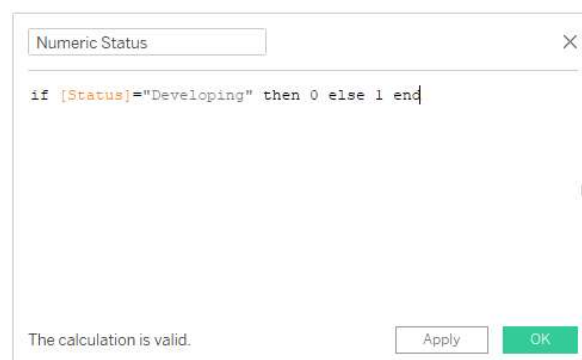 Numeric Status
if [Status]="Developing" then 0 else 1 end
The calculation is valid.
Apply
OK